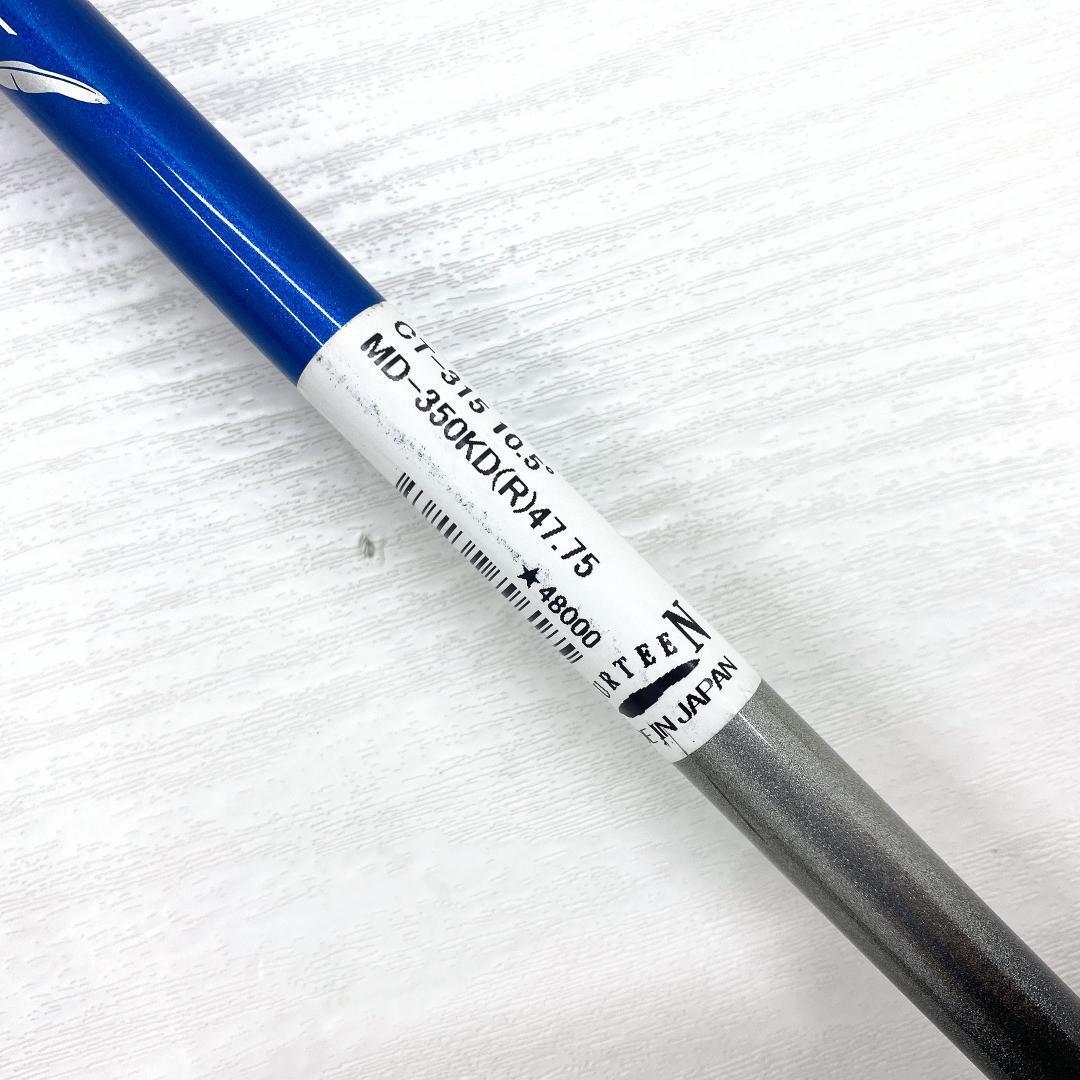 CT-315 10.5°
MD-350KD(R)47.75
★48000
URTEEN
E IN JAPAN